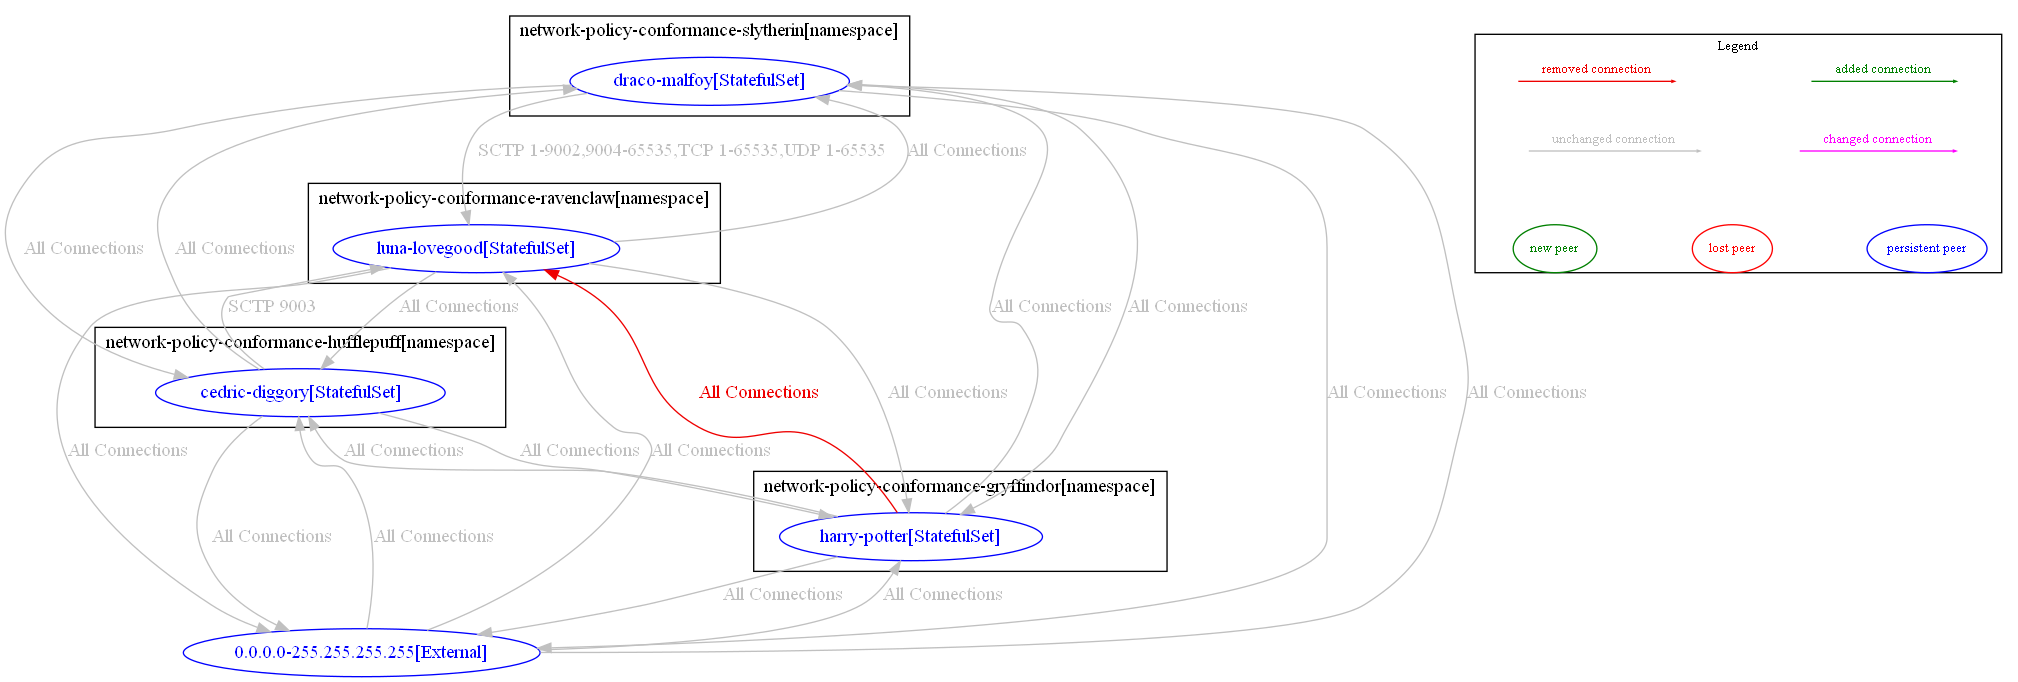 network-policy-conformance-slytherin[namespace]
draco-malfoy[StatefulSet]
SCTP 1-9002,9004-65535,TCP 1-65535,UDP 1-65535
All Connections
network-policy-conformance-ravenclaw[namespace]
luna-lovegood[StatefulSet]
All Connections
All Connections
SCTP 9003
All Connections
All Connections
All Connections
network-policy-conformance-hufflepuff[namespace]
cedric-diggory[StatefulSet]
All Connections
All Connections
All Connections
All Connections
All Connections
All Connections
All Connections
All Connections
network-policy-conformance-gryffindor[namespace]
harry-potter[StatefulSet]
All Connections
All Connections
All Connections
All Connections
0.0.0.0-255.255.255.255[External]
Legend
removed connection
added connection
unchanged connection
changed connection
new peer
lost peer
persistent peer